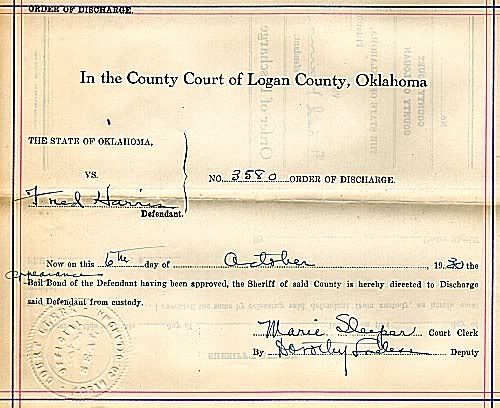 ORDER OF DISCHARGE.
In the County Court of Logan County, Oklahoma
THE STATE OF OKLAHOMA,
VS.
NO. 3580 ORDER OF DISCHARGE.
Fred Harris
Defendant.
Now on this 6th day of October 1930 the
appearance
Bail Bond of the Defendant having been approved, the Sheriff of said County is hereby directed to Discharge
said Defendant from custody.
Marie Sleeper Court Clerk
By Dorothy Deputy
COURT CLERK
SEAL